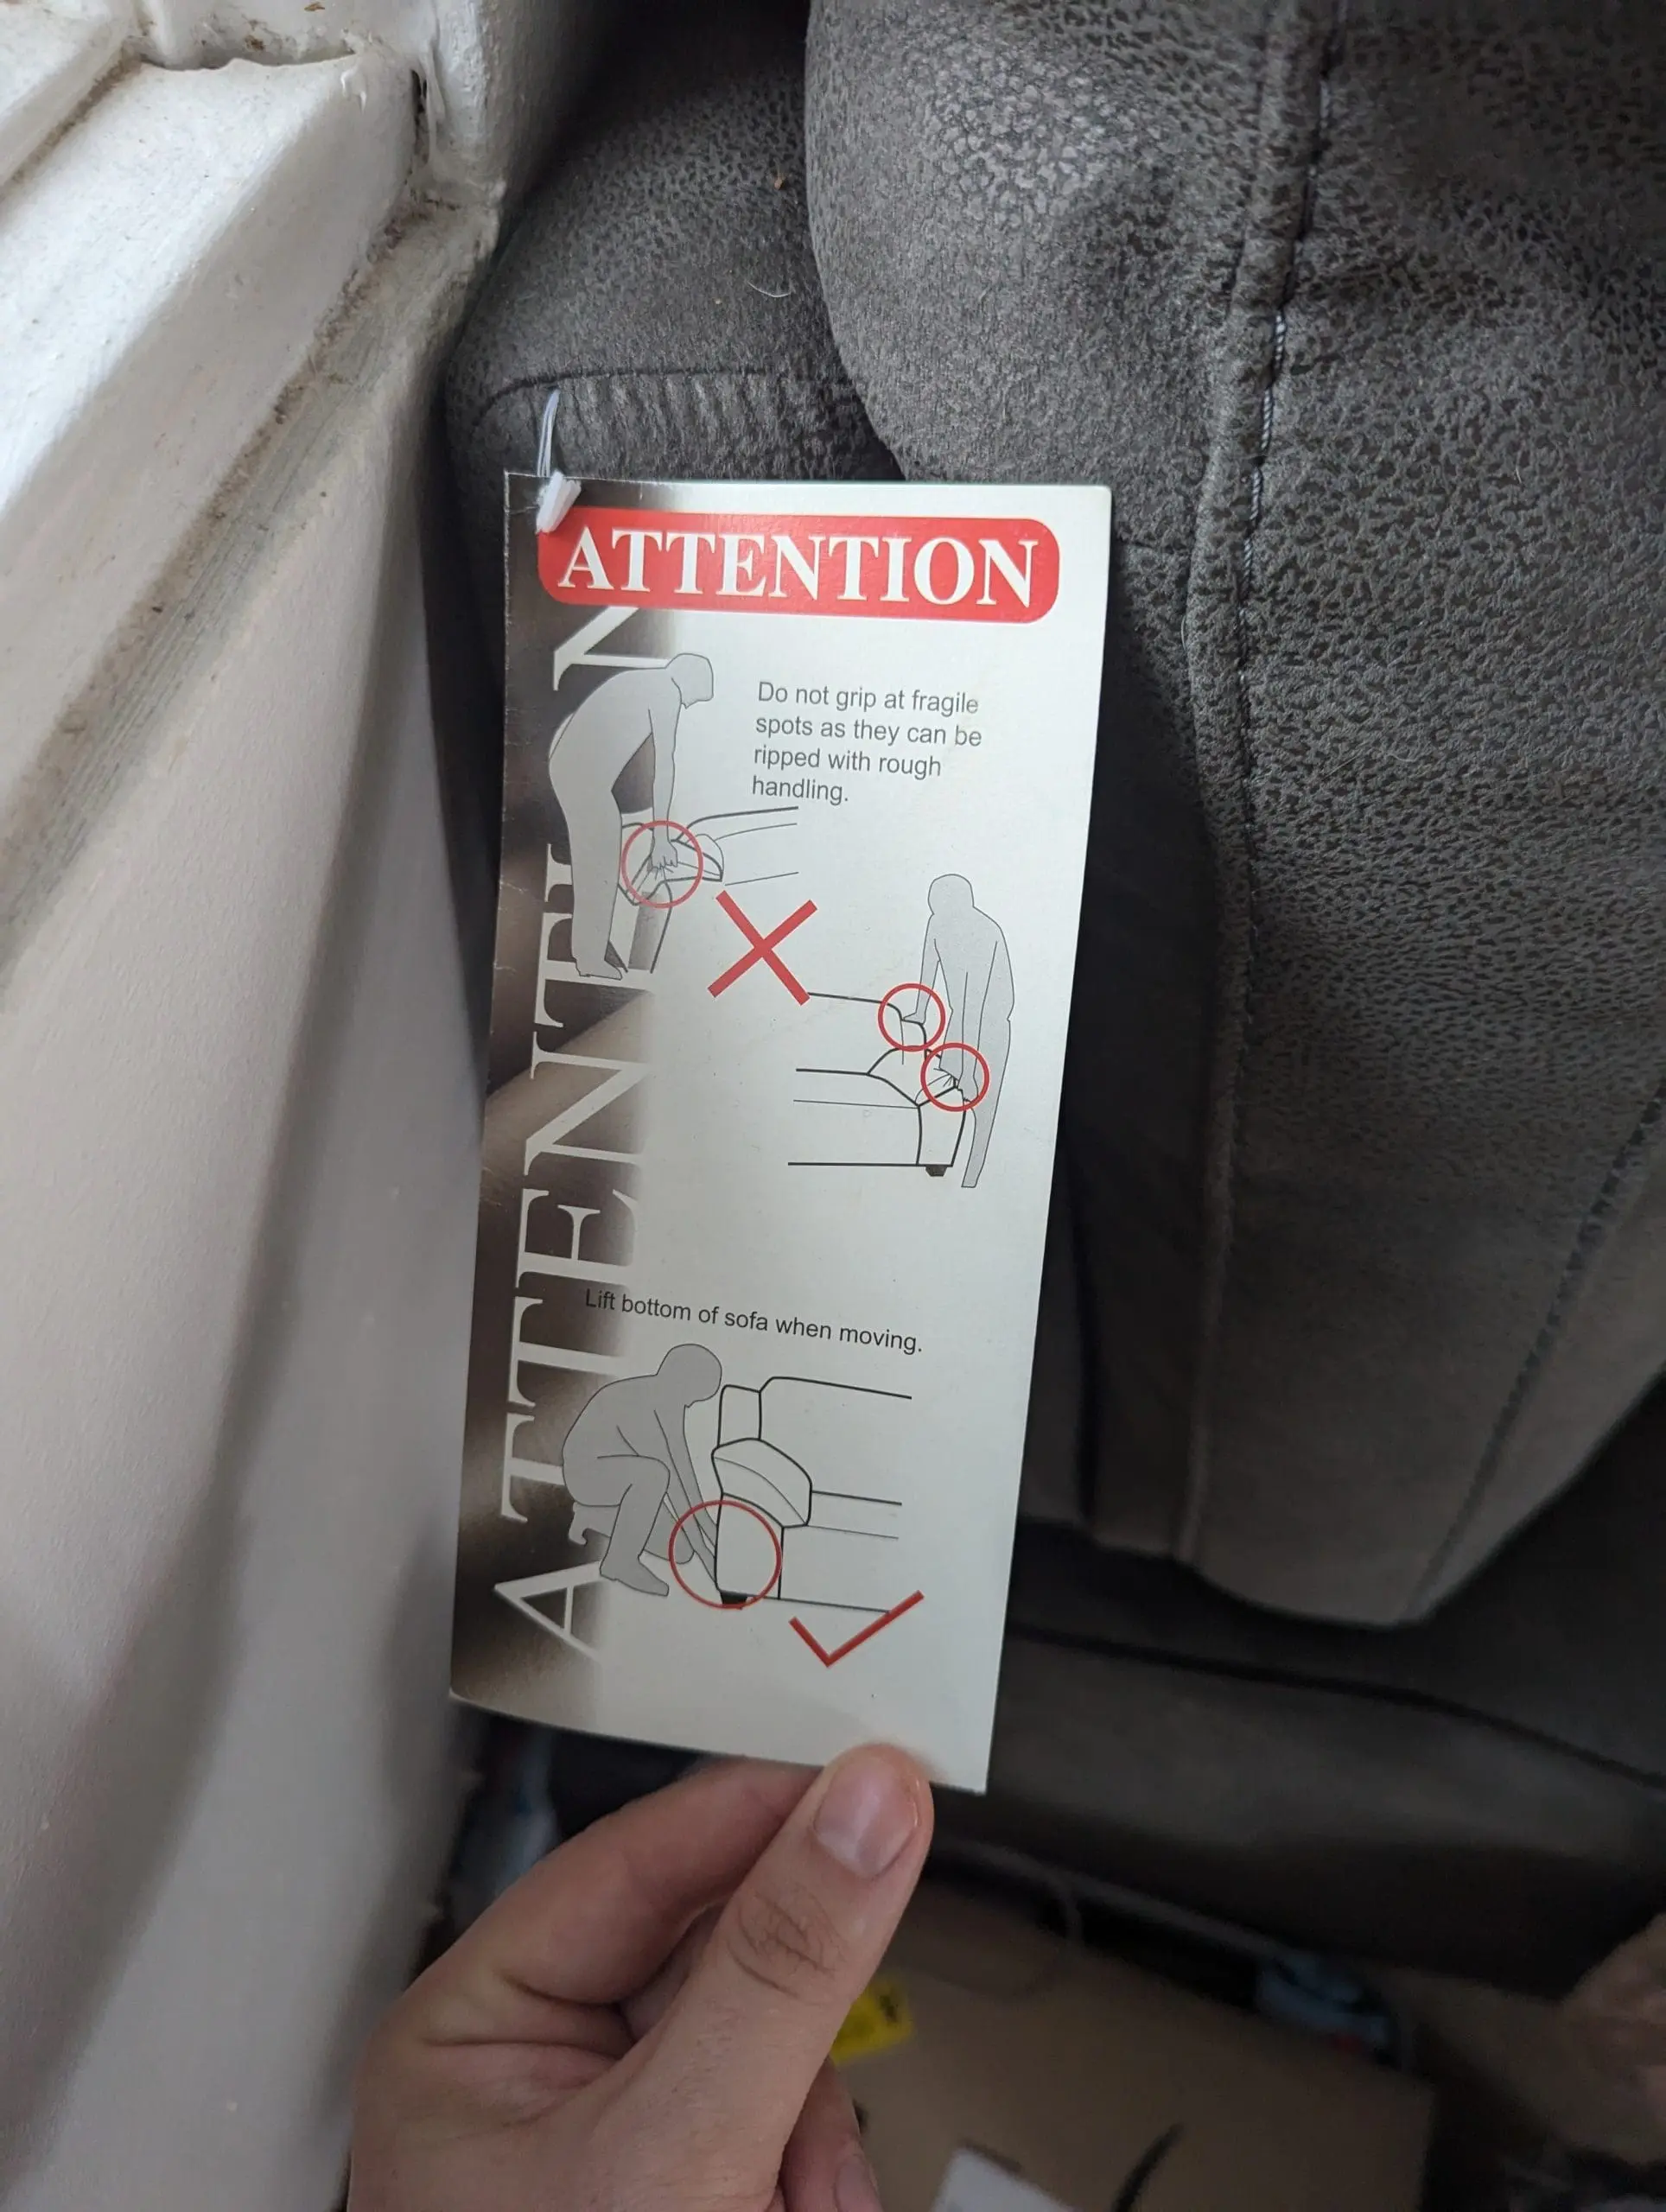 ATTENTION
Do not grip at fragile
spots as they can be
ripped with rough
handling.
ATTENTION
Lift bottom of sofa when moving.